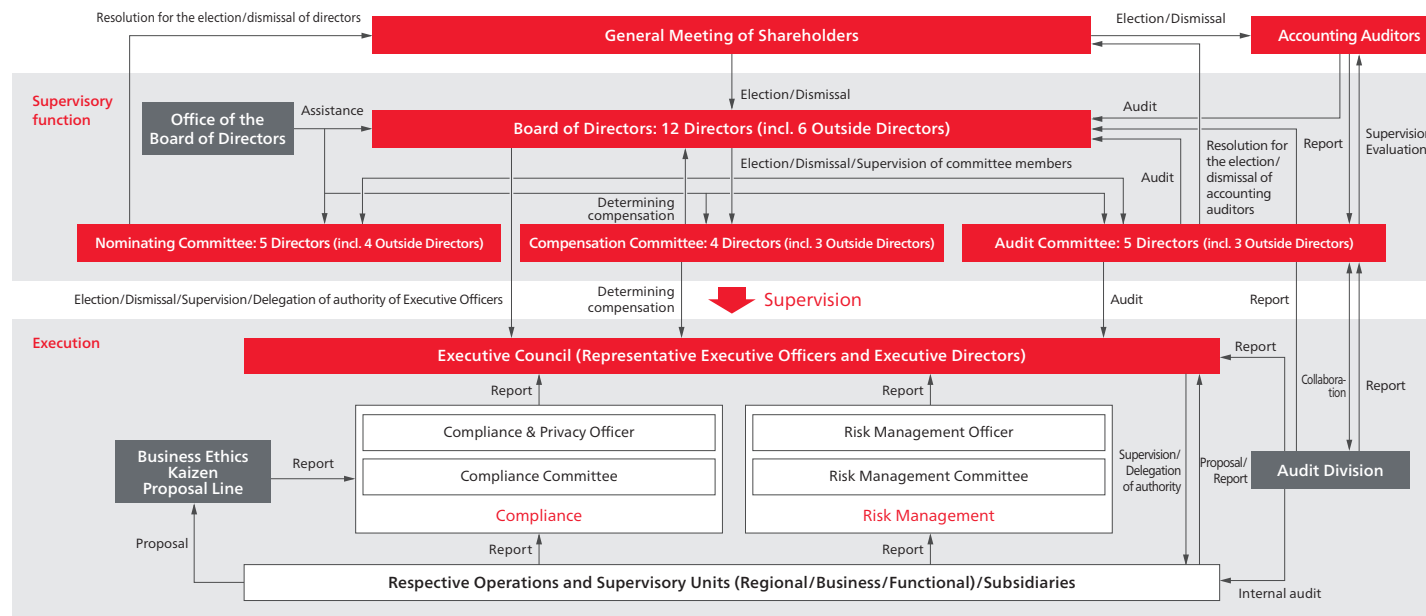 Resolution for the election/dismissal of directors
General Meeting of Shareholders
Election/Dismissal
Accounting Auditors
Supervisory
function
Office of the
Board of Directors
Assistance
Election/Dismissal
Board of Directors: 12 Directors (incl. 6 Outside Directors)
Audit
Election/Dismissal/Supervision of committee members
Determining
compensation
Audit
Resolution for
the election/
dismissal of
accounting
auditors
Report
Supervision
Evaluation
Nominating Committee: 5 Directors (incl. 4 Outside Directors)
Compensation Committee: 4 Directors (incl. 3 Outside Directors)
Audit Committee: 5 Directors (incl. 3 Outside Directors)
Election/Dismissal/Supervision/Delegation of authority of Executive Officers
Determining
compensation
Supervision
Audit
Report
Execution
Executive Council (Representative Executive Officers and Executive Directors)
Report
Report
Report
Collabora-
tion
Report
Compliance & Privacy Officer
Compliance Committee
Compliance
Risk Management Officer
Risk Management Committee
Risk Management
Business Ethics
Kaizen
Proposal Line
Report
Supervision/
Delegation
of authority
Proposal/
Report
Audit Division
Proposal
Report
Report
Respective Operations and Supervisory Units (Regional/Business/Functional)/Subsidiaries
Internal audit